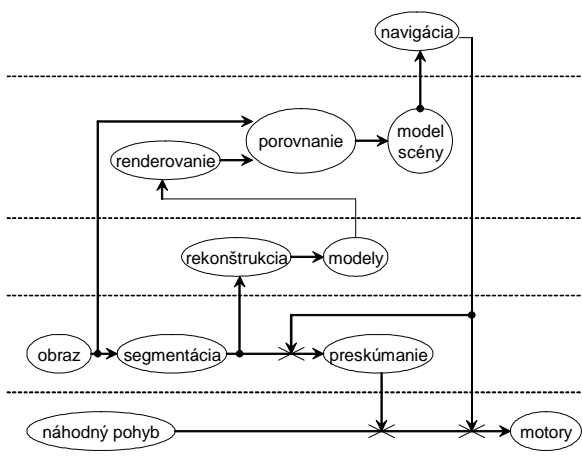 navigácia
porovnanie
model
scény
renderovanie
rekonštrukcia
modely
obraz
segmentácia
preskúmanie
náhodný pohyb
motory